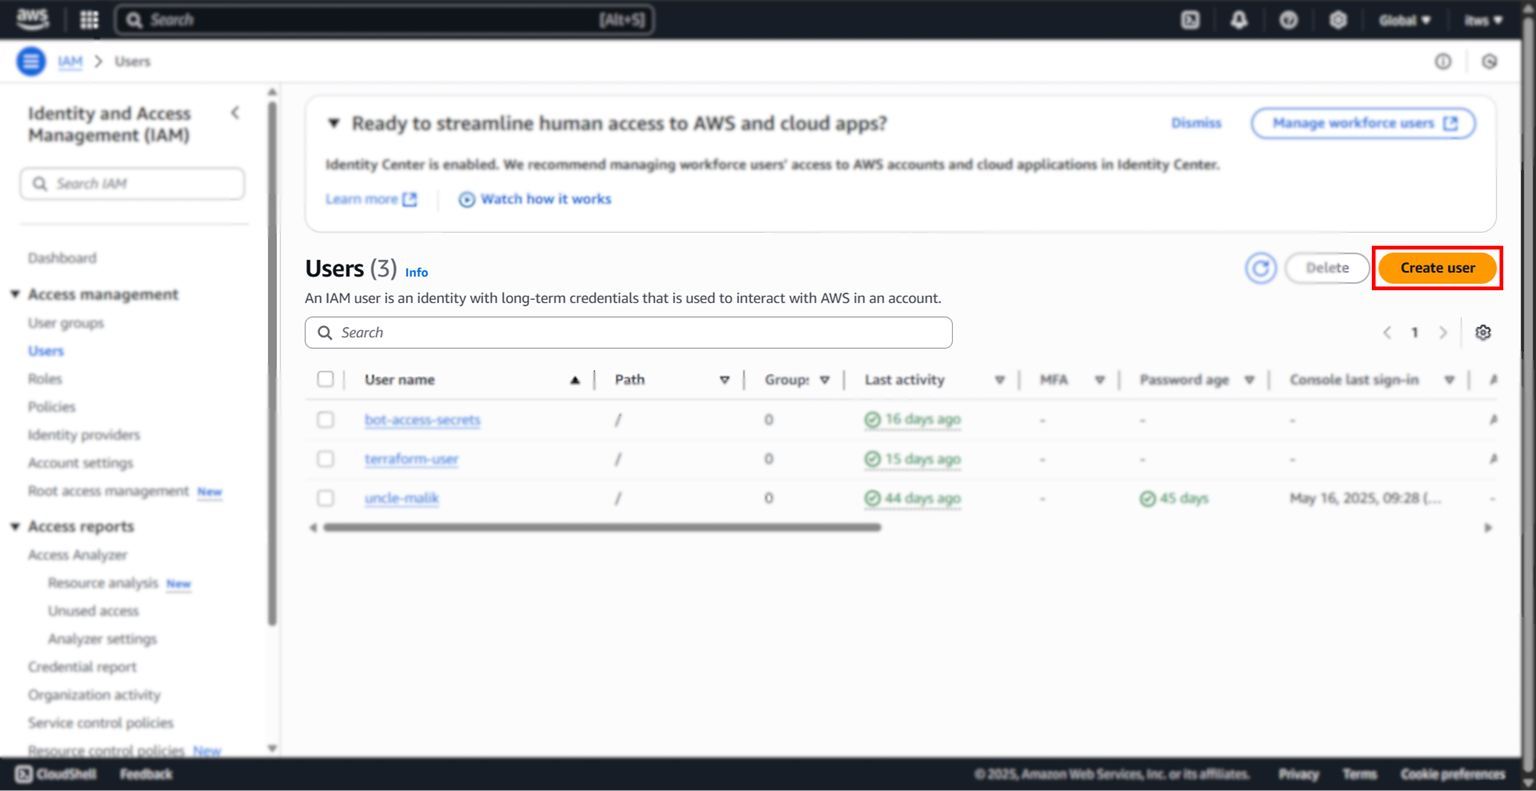 aws
Search [Alt+S] Global itws
IAM > Users
Identity and Access
Management (IAM)
Search IAM
Dashboard
Access management
User groups
Users
Roles
Policies
Identity providers
Account settings
Root access management New
Access reports
Access Analyzer
Resource analysis New
Unused access
Analyzer settings
Credential report
Organization activity
Service control policies
Resource control policies New
Ready to streamline human access to AWS and cloud apps?
Dismiss
Manage workforce users
Identity Center is enabled. We recommend managing workforce users' access to AWS accounts and cloud applications in Identity Center.
Learn more
Watch how it works
Users (3) Info
Delete
Create user
An IAM user is an identity with long-term credentials that is used to interact with AWS in an account.
Search
1
User name Path Groups Last activity MFA Password age Console last sign-in
bot-access-secrets / 0 16 days ago - - -
terraform-user / 0 15 days ago - - -
uncle-malik / 0 44 days ago - 45 days May 16, 2025, 09:28 (... -
CloudShell Feedback © 2025, Amazon Web Services, Inc. or its affiliates. Privacy Terms Cookie preferences